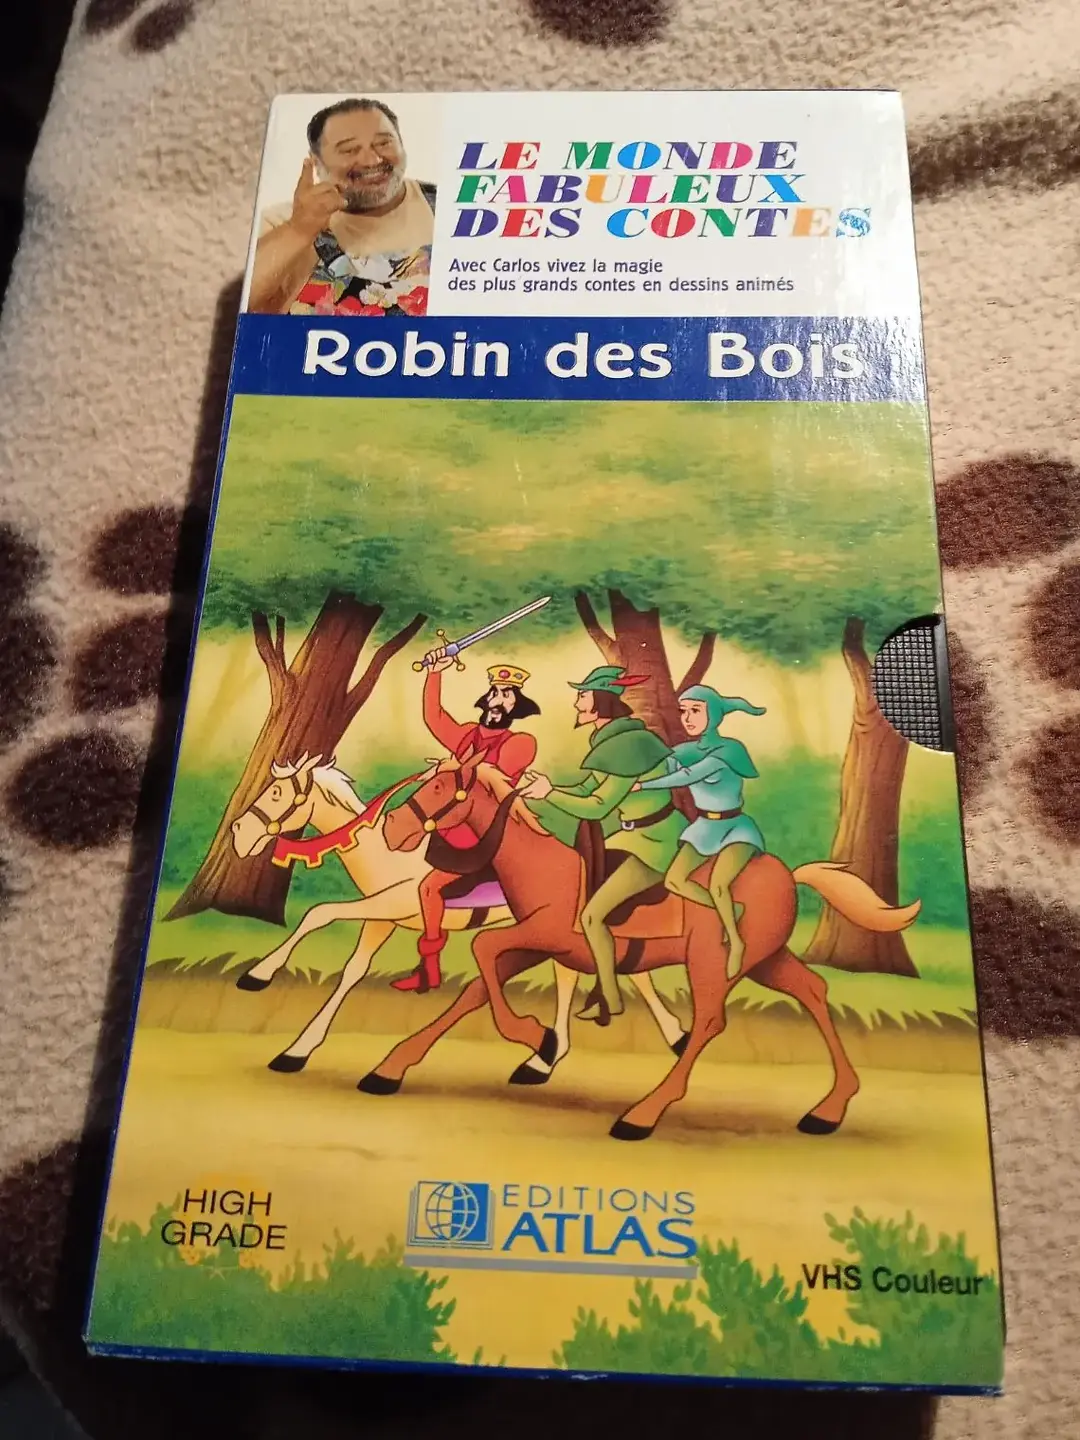 LE MONDE
FABULEUX
DES CONTES
Avec Carlos vivez la magie
des plus grands contes en dessins animés
Robin des Bois
HIGH
GRADE
EDITIONS
ATLAS
VHS Couleur